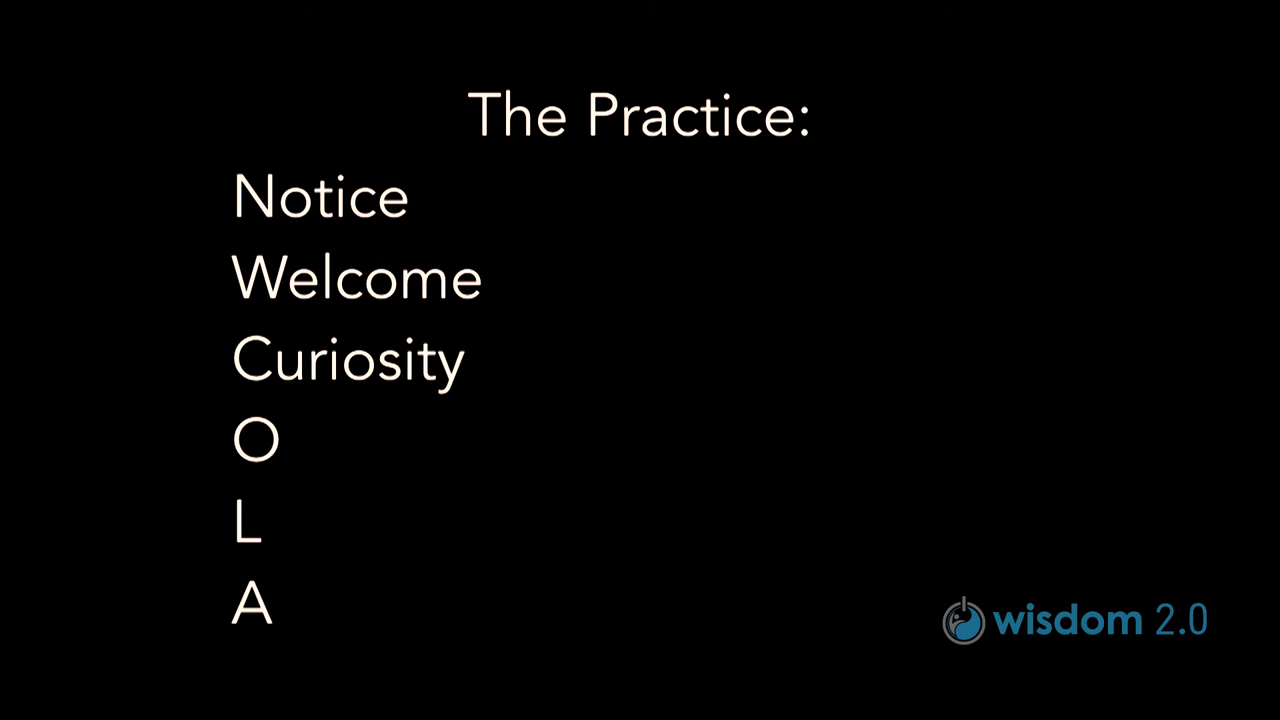 The Practice:
Notice
Welcome
Curiosity
O
L
A
wisdom 2.0